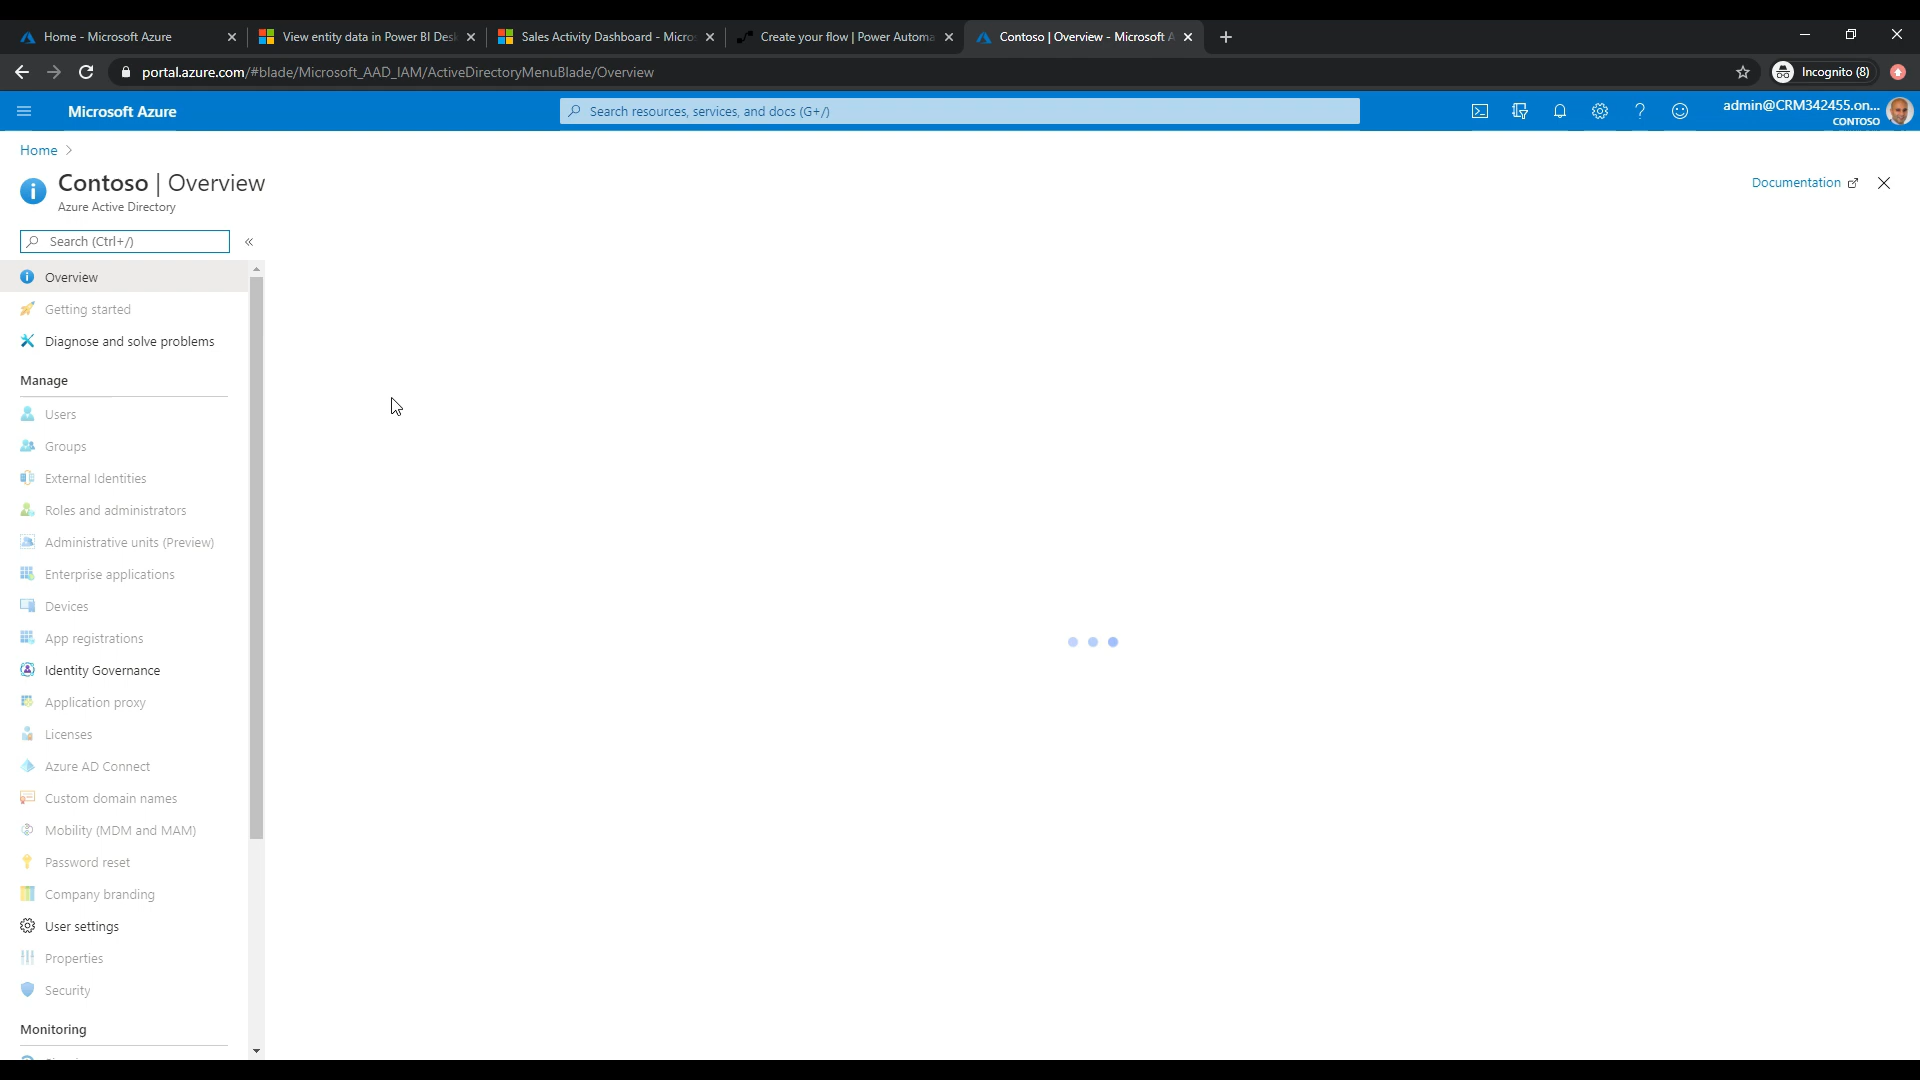 Home - Microsoft Azure
View entity data in Power BI Des
Sales Activity Dashboard - Micro
Create your flow | Power Automa
Contoso | Overview - Microsoft A
portal.azure.com/#blade/Microsoft_AAD_IAM/ActiveDirectoryMenuBlade/Overview
Incognito (8)
Microsoft Azure
Search resources, services, and docs (G+/)
admin@CRM342455.on...
CONTOSO
Home >
Contoso | Overview
Azure Active Directory
Documentation
Search (Ctrl+/)
«
Overview
Getting started
Diagnose and solve problems
Manage
Users
Groups
External Identities
Roles and administrators
Administrative units (Preview)
Enterprise applications
Devices
App registrations
Identity Governance
Application proxy
Licenses
Azure AD Connect
Custom domain names
Mobility (MDM and MAM)
Password reset
Company branding
User settings
Properties
Security
Monitoring